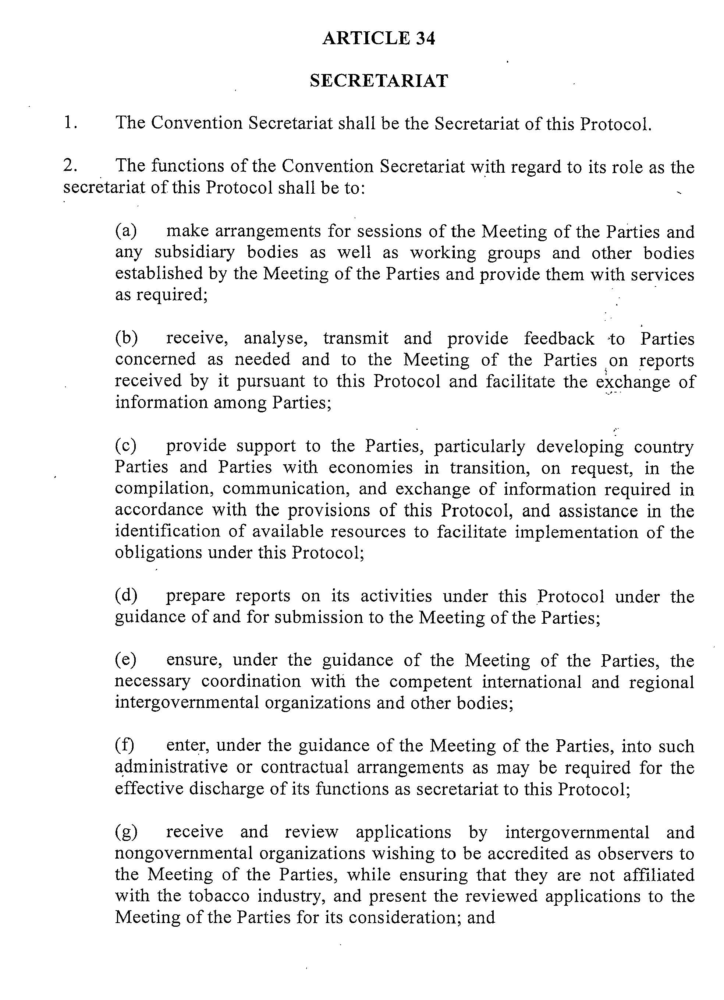 ARTICLE 34
SECRETARIAT
1. The Convention Secretariat shall be the Secretariat of this Protocol.
2. The functions of the Convention Secretariat with regard to its role as the
secretariat of this Protocol shall be to:
(a) make arrangements for sessions of the Meeting of the Parties and
any subsidiary bodies as well as working groups and other bodies
established by the Meeting of the Parties and provide them with services
as required;
(b) receive, analyse, transmit and provide feedback to Parties
concerned as needed and to the Meeting of the Parties on reports
received by it pursuant to this Protocol and facilitate the exchange of
information among Parties;
(c) provide support to the Parties, particularly developing country
Parties and Parties with economies in transition, on request, in the
compilation, communication, and exchange of information required in
accordance with the provisions of this Protocol, and assistance in the
identification of available resources to facilitate implementation of the
obligations under this Protocol;
(d) prepare reports on its activities under this Protocol under the
guidance of and for submission to the Meeting of the Parties;
(e) ensure, under the guidance of the Meeting of the Parties, the
necessary coordination with the competent international and regional
intergovernmental organizations and other bodies;
(f) enter, under the guidance of the Meeting of the Parties, into such
administrative or contractual arrangements as may be required for the
effective discharge of its functions as secretariat to this Protocol;
(g) receive and review applications by intergovernmental and
nongovernmental organizations wishing to be accredited as observers to
the Meeting of the Parties, while ensuring that they are not affiliated
with the tobacco industry, and present the reviewed applications to the
Meeting of the Parties for its consideration; and